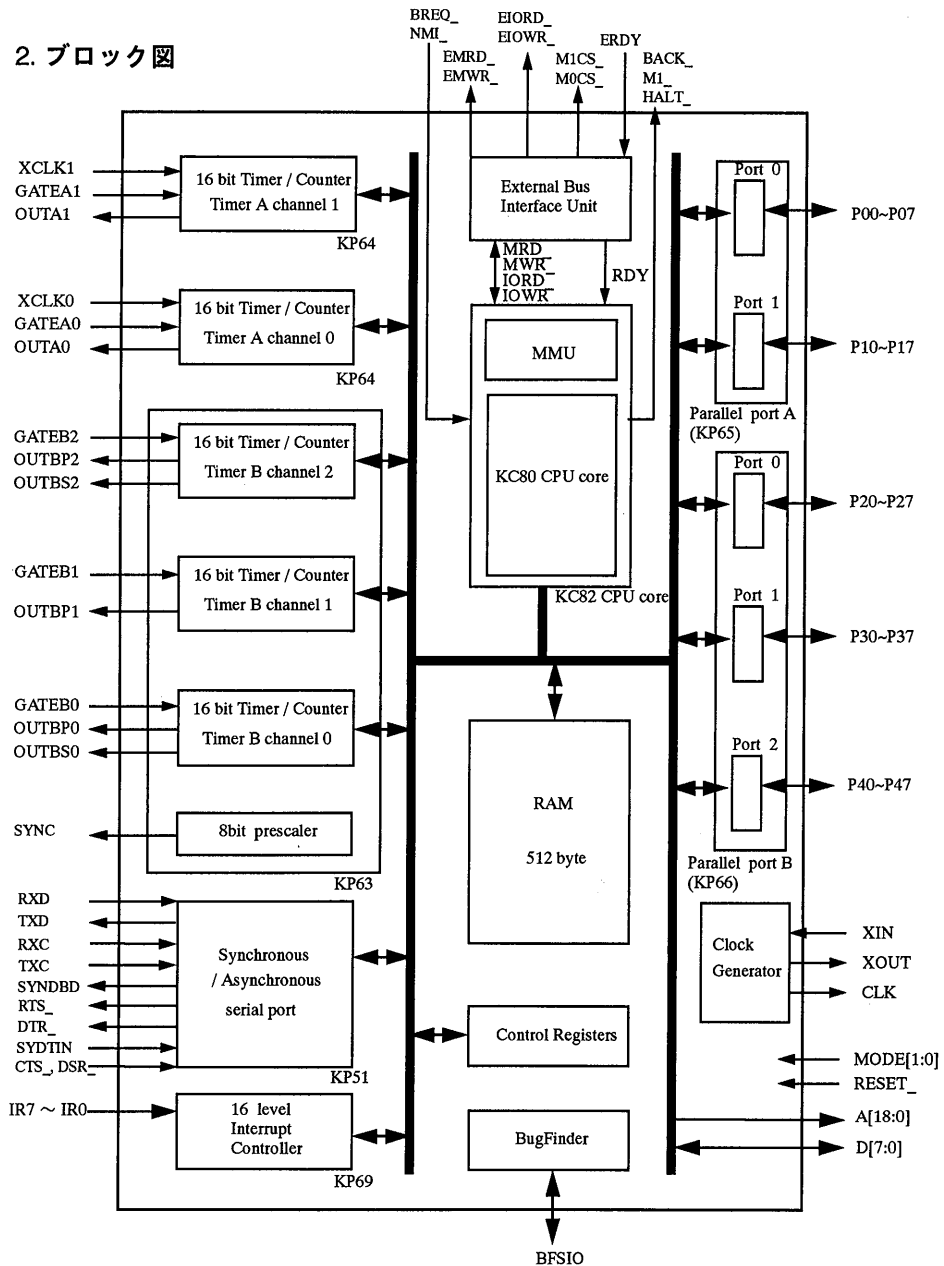 2. ブロック図
BREQ_
NMI_
EMRD_
EMWR_
EIORD_
EIOWR_
M1CS_
M0CS_
ERDY
BACK_
M1_
HALT_
XCLK1
GATEA1
OUTA1
16 bit Timer / Counter
Timer A channel 1
KP64
XCLK0
GATEA0
OUTA0
16 bit Timer / Counter
Timer A channel 0
KP64
GATEB2
OUTBP2
OUTBS2
16 bit Timer / Counter
Timer B channel 2
GATEB1
OUTBP1
16 bit Timer / Counter
Timer B channel 1
GATEB0
OUTBP0
OUTBS0
16 bit Timer / Counter
Timer B channel 0
SYNC
8bit prescaler
KP63
RXD
TXD
RXC
TXC
SYNDBD
RTS_
DTR_
SYDTIN
CTS_, DSR_
Synchronous
/ Asynchronous
serial port
KP51
IR7 ～ IR0
16 level
Interrupt
Controller
KP69
External Bus
Interface Unit
MRD_
MWR_
IORD_
IOWR_
RDY
MMU
KC80 CPU core
KC82 CPU core
RAM
512 byte
Control Registers
BugFinder
BFSIO
Port 0
P00~P07
Port 1
P10~P17
Parallel port A
(KP65)
Port 0
P20~P27
Port 1
P30~P37
Port 2
P40~P47
Parallel port B
(KP66)
Clock
Generator
XIN
XOUT
CLK
MODE[1:0]
RESET_
A[18:0]
D[7:0]